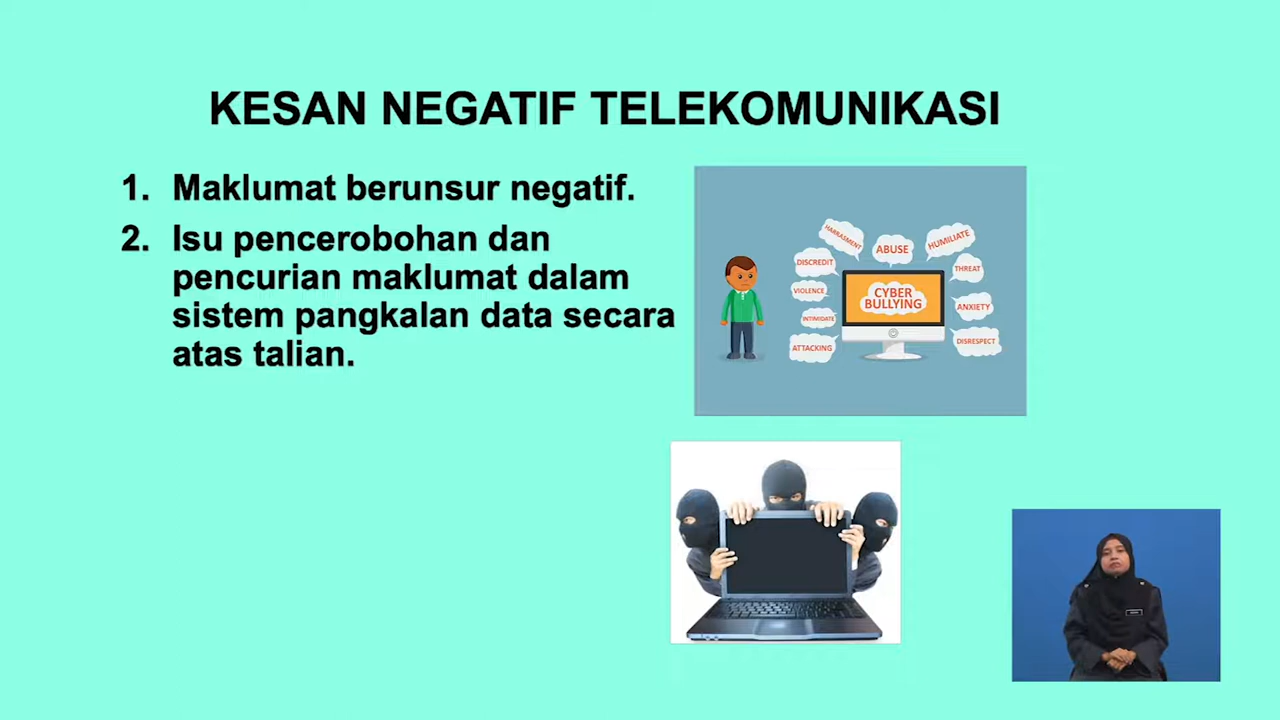 KESAN NEGATIF TELEKOMUNIKASI
1. Maklumat berunsur negatif.
2. Isu pencerobohan dan
pencurian maklumat dalam
sistem pangkalan data secara
atas talian.
HARRASMENT
ABUSE
HUMILIATE
DISCREDIT
THREAT
VIOLENCE
CYBER
BULLYING
ANXIETY
INTIMIDATE
ATTACKING
DISRESPECT